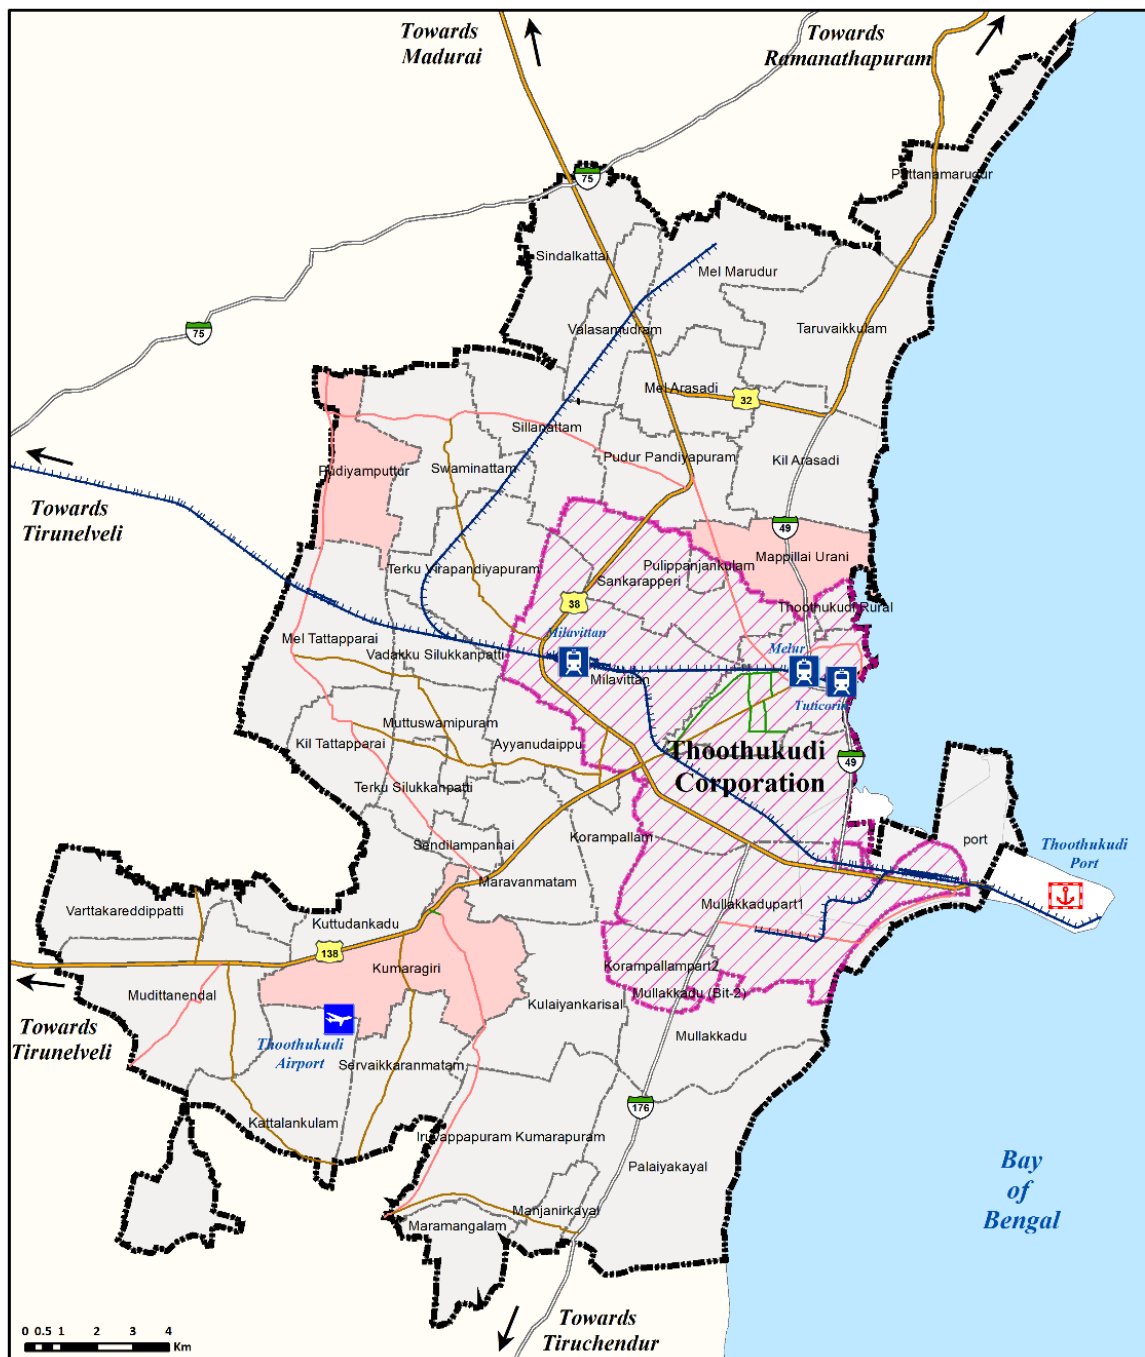 Towards
Madurai
Towards
Ramanathapuram
75
Pattanamarudur
Sindalkattai
Mel Marudur
75
Valasamudram
Taruvaikkulam
Mel Arasadi
32
Sillanattam
Pudur Pandiyapuram
Kil Arasadi
Pudiyamputtur
Swaminattam
Towards
Tirunelveli
49
Mappillai Urani
Pulippanjankulam
Sankarapperi
Terku Virapandiyapuram
38
Thoothukudi Rural
Milavittan
Mel Tattapparai
Vadakku Silukkanpatti
Melur
Milavittan
Tuticorin
Muttuswamipuram
Kil Tattapparai
Ayyanudaippu
Thoothukudi
Corporation
49
Terku Silukkanpatti
Korampallam
Sendilampannai
port
Thoothukudi
Port
Maravanmatam
Varttakareddippatti
Mullakkadupart1
Kuttudankadu
138
Kumaragiri
Korampallampart2
Mudittanendal
Mullakkadu (Bit-2)
Kulaiyankarisal
Towards
Tirunelveli
Mullakkadu
Thoothukudi
Airport
Servaikkaranmatam
176
Kattalankulam
Iruvappapuram Kumarapuram
Palaiyakayal
Bay
of
Bengal
Manjanirkayal
Maramangalam
Towards
Tiruchendur
0 0.5 1 2 3 4
Km